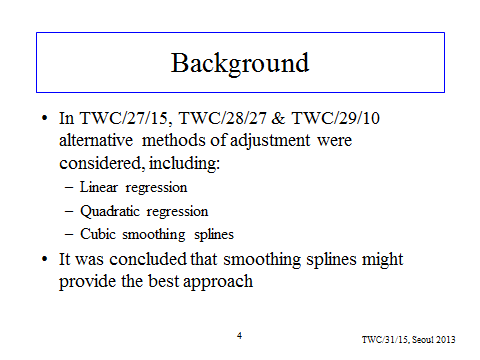 Background
• In TWC/27/15, TWC/28/27 & TWC/29/10
alternative methods of adjustment were
considered, including:
– Linear regression
– Quadratic regression
– Cubic smoothing splines
• It was concluded that smoothing splines might
provide the best approach
4
TWC/31/15, Seoul 2013